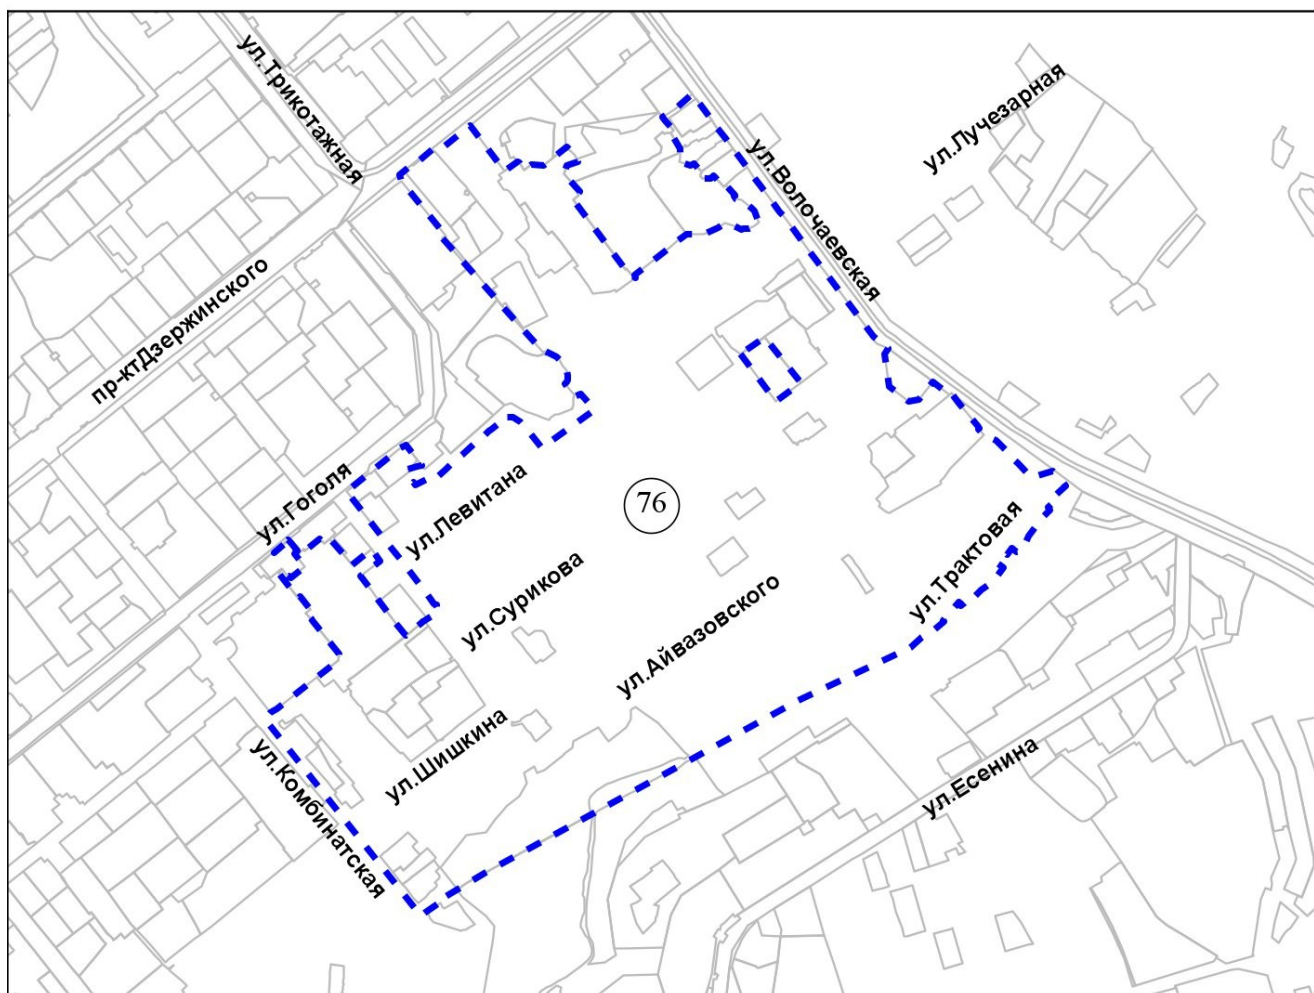 ул.Трикотажная
ул.Лучезарная
ул.Волочаевская
пр-ктДзержинского
ул.Гоголя
ул.Левитана
76
ул.Трактовая
ул.Сурикова
ул.Айвазовского
ул.Шишкина
ул.Комбинатская
ул.Есенина